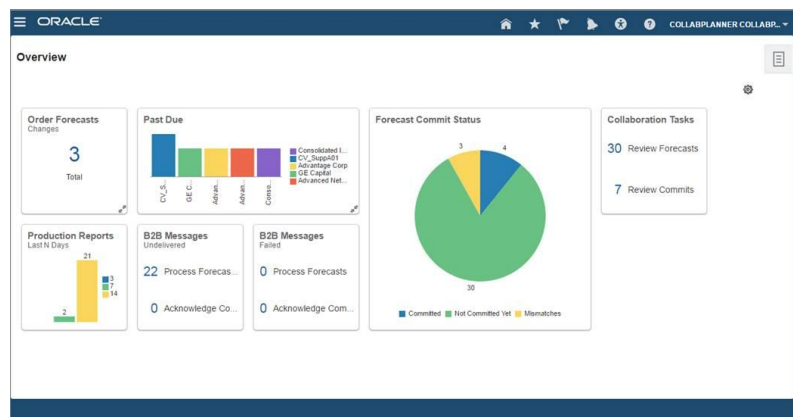 ORACLE
COLLABPLANNER COLLABP...
Overview
Order Forecasts
Changes
3
Total
Past Due
Consolidated I...
CV_SuppA01
Advantage Corp
GE Capital
Advanced Net...
CV_S...
GE C...
Advan...
Advan...
Conso...
Forecast Commit Status
3
4
30
Committed
Not Committed Yet
Mismatches
Collaboration Tasks
30 Review Forecasts
7 Review Commits
Production Reports
Last N Days
21
2
3
7
14
B2B Messages
Undelivered
22 Process Forecas...
0 Acknowledge Co...
B2B Messages
Failed
0 Process Forecasts
0 Acknowledge Com...